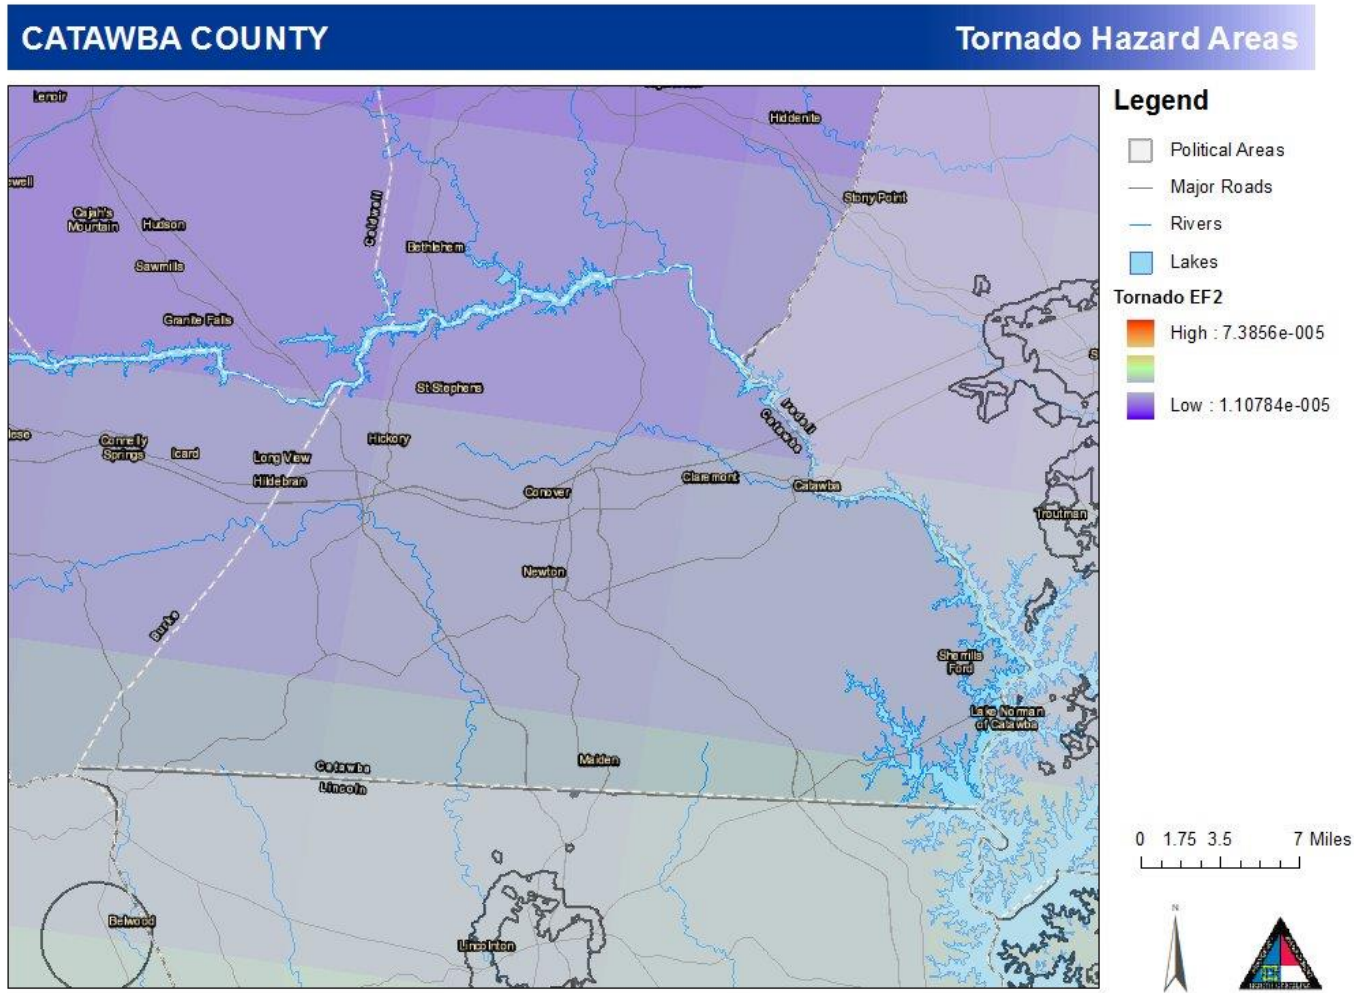 CATAWBA COUNTY
Tornado Hazard Areas
Lenoir
Hiddenite
Cajah's
Mountain
Hudson
Caldwell
Stony Point
Bethlehem
Sawmills
Granite Falls
St Stephens
Iredell
Catawba
Hickory
Connelly
Springs
Icard
Long View
Hildebran
Conover
Claremont
Catawba
Troutman
Newton
Burke
Sherrills
Ford
Lake Norman
of Catawba
Maiden
Catawba
Lincoln
Belwood
Lincolnton
Legend
Political Areas
Major Roads
Rivers
Lakes
Tornado EF2
High : 7.3856e-005
Low : 1.10784e-005
0 1.75 3.5 7 Miles
N